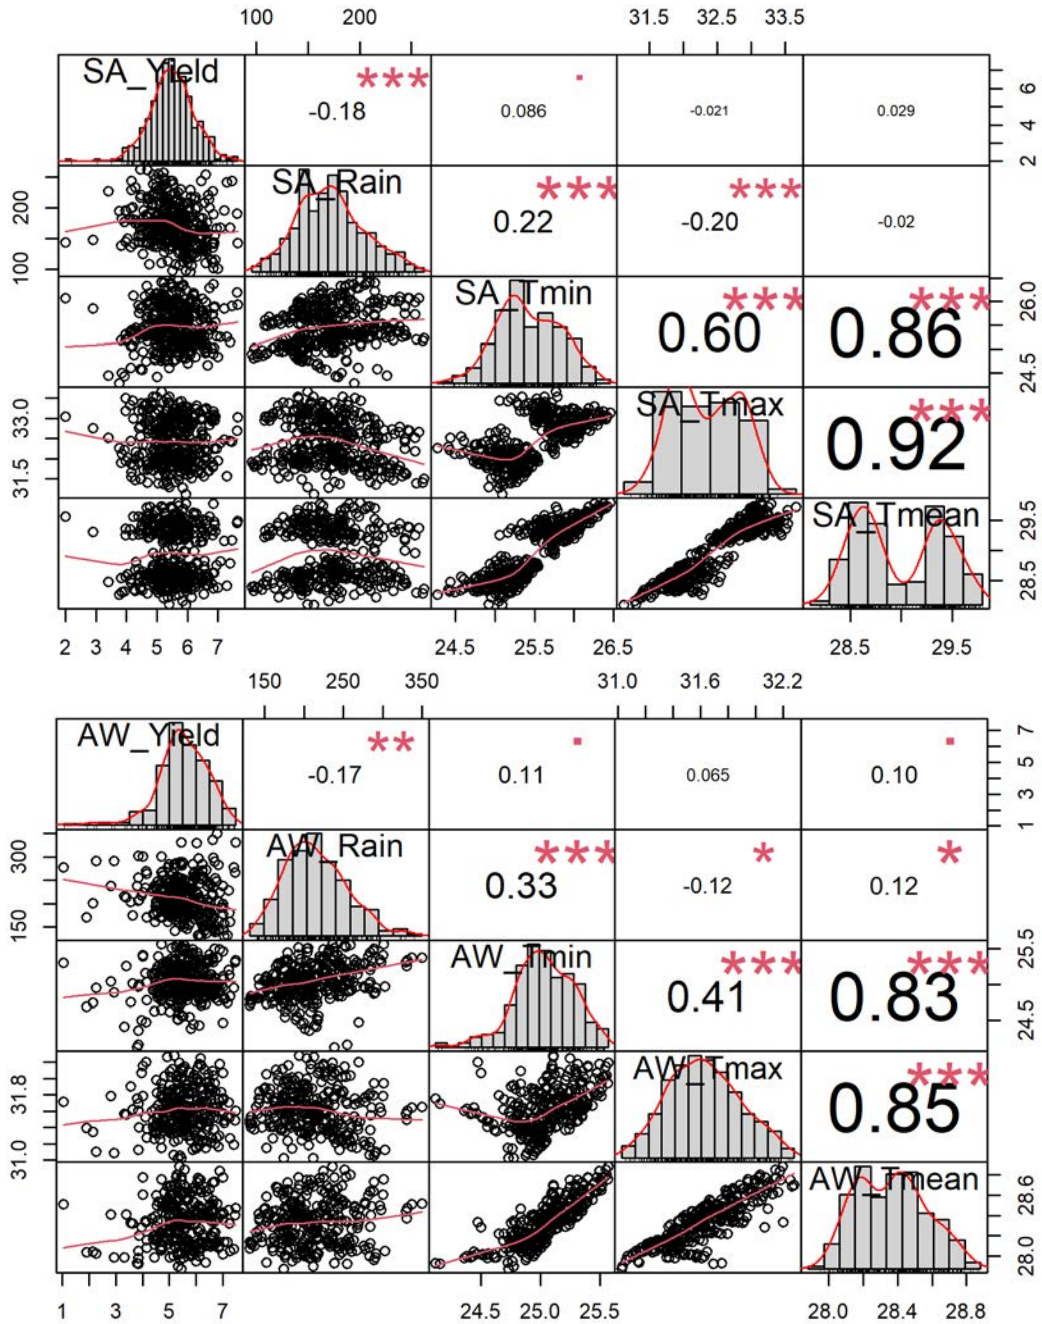 100 200 31.5 32.5 33.5
SA_Yield *** -0.18 . 0.086 -0.021 0.029 2 4 6
100 200 SA_Rain *** 0.22 *** -0.20 -0.02
SA_Tmin *** 0.60 *** 0.86 24.5 26.0
31.5 33.0 SA_Tmax *** 0.92
SA_Tmean 28.5 29.5
2 3 4 5 6 7 24.5 25.5 26.5 28.5 29.5
150 250 350 31.0 31.6 32.2
AW_Yield ** -0.17 . 0.11 0.065 . 0.10 1 3 5 7
150 300 AW_Rain *** 0.33 * -0.12 * 0.12
AW_Tmin *** 0.41 *** 0.83 24.5 25.5
31.0 31.8 AW_Tmax *** 0.85
AW_Tmean 28.0 28.6
1 3 5 7 24.5 25.0 25.5 28.0 28.4 28.8